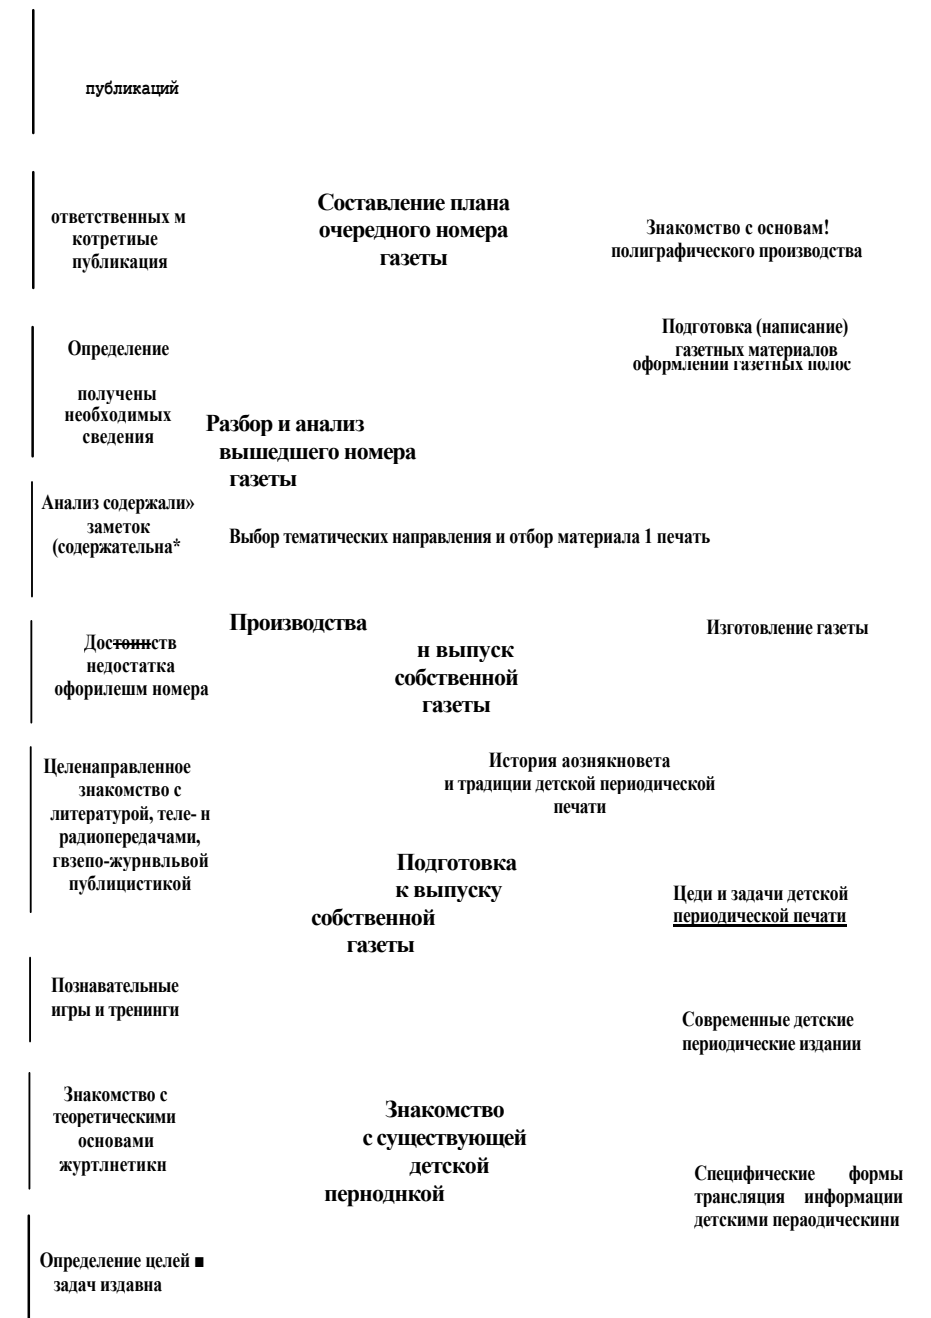 публикаций
ответственных м
котретиые
публикация
Составление плана
очередного номера
газеты
Знакомство с основам!
полиграфического производства
Подготовка (написание)
газетных материалов
оформлении газетных полос
Определение
получены
необходимых
сведения
Разбор и анализ
вышедшего номера
газеты
Анализ содержали»
заметок
(содержательна*
Выбор тематических направления и отбор материала 1 печать
Достоинств
недостатка
офорилешм номера
Производства
н выпуск
собственной
газеты
Изготовление газеты
Целенаправленное
знакомство с
литературой, теле- н
радиопередачами,
гвзепо-журнвльвой
публицистикой
История аознякновета
и традиции детской периодической
печати
Подготовка
к выпуску
собственной
газеты
Цеди и задачи детской
периодической печати
Познавательные
игры и тренинги
Современные детские
периодические издании
Знакомство с
теоретическими
основами
журтлнетикн
Знакомство
с существующей
детской
перноднкой
Специфические формы
трансляция информации
детскими пераодическини
Определение целей ■
задач издавна